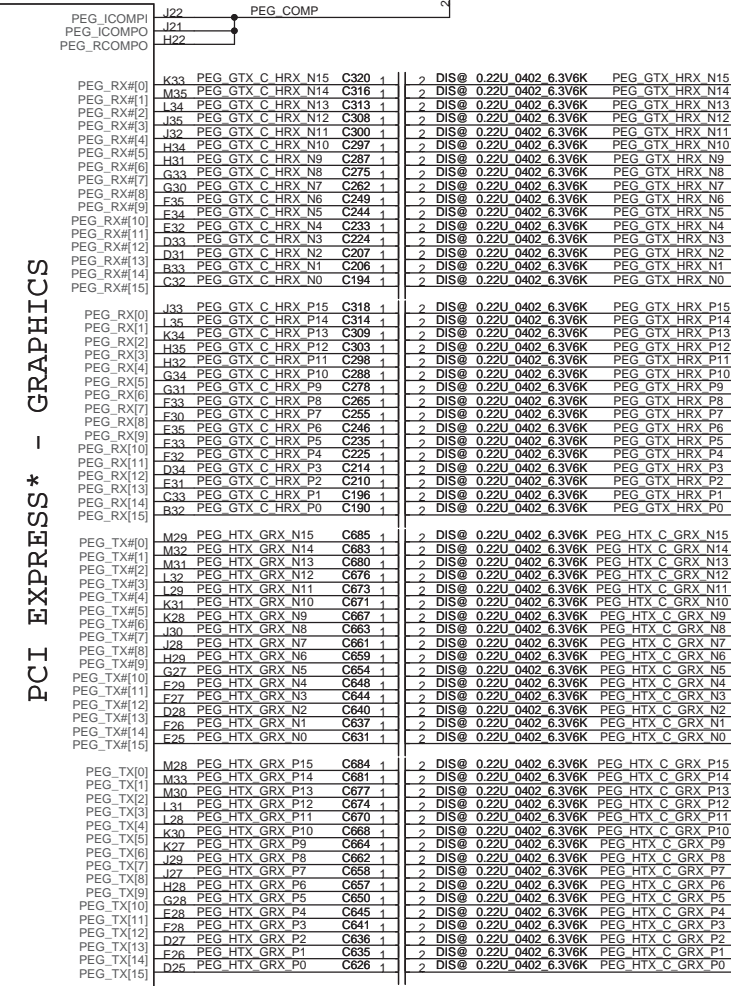 PEG_ICOMPI J22 PEG_COMP 2
PEG_ICOMPO J21
PEG_RCOMPO H22
PEG_RX#[0] K33 PEG_GTX_C_HRX_N15 C320 1 2 DIS@ 0.22U_0402_6.3V6K PEG_GTX_HRX_N15
PEG_RX#[1] M35 PEG_GTX_C_HRX_N14 C316 1 2 DIS@ 0.22U_0402_6.3V6K PEG_GTX_HRX_N14
PEG_RX#[2] L34 PEG_GTX_C_HRX_N13 C313 1 2 DIS@ 0.22U_0402_6.3V6K PEG_GTX_HRX_N13
PEG_RX#[3] J35 PEG_GTX_C_HRX_N12 C308 1 2 DIS@ 0.22U_0402_6.3V6K PEG_GTX_HRX_N12
PEG_RX#[4] J32 PEG_GTX_C_HRX_N11 C300 1 2 DIS@ 0.22U_0402_6.3V6K PEG_GTX_HRX_N11
PEG_RX#[5] H34 PEG_GTX_C_HRX_N10 C297 1 2 DIS@ 0.22U_0402_6.3V6K PEG_GTX_HRX_N10
PEG_RX#[6] H31 PEG_GTX_C_HRX_N9 C287 1 2 DIS@ 0.22U_0402_6.3V6K PEG_GTX_HRX_N9
PEG_RX#[7] G33 PEG_GTX_C_HRX_N8 C275 1 2 DIS@ 0.22U_0402_6.3V6K PEG_GTX_HRX_N8
PEG_RX#[8] G30 PEG_GTX_C_HRX_N7 C262 1 2 DIS@ 0.22U_0402_6.3V6K PEG_GTX_HRX_N7
PEG_RX#[9] F35 PEG_GTX_C_HRX_N6 C249 1 2 DIS@ 0.22U_0402_6.3V6K PEG_GTX_HRX_N6
PEG_RX#[10] E34 PEG_GTX_C_HRX_N5 C244 1 2 DIS@ 0.22U_0402_6.3V6K PEG_GTX_HRX_N5
PEG_RX#[11] E32 PEG_GTX_C_HRX_N4 C233 1 2 DIS@ 0.22U_0402_6.3V6K PEG_GTX_HRX_N4
PEG_RX#[12] D33 PEG_GTX_C_HRX_N3 C224 1 2 DIS@ 0.22U_0402_6.3V6K PEG_GTX_HRX_N3
PEG_RX#[13] D31 PEG_GTX_C_HRX_N2 C207 1 2 DIS@ 0.22U_0402_6.3V6K PEG_GTX_HRX_N2
PEG_RX#[14] B33 PEG_GTX_C_HRX_N1 C206 1 2 DIS@ 0.22U_0402_6.3V6K PEG_GTX_HRX_N1
PEG_RX#[15] C32 PEG_GTX_C_HRX_N0 C194 1 2 DIS@ 0.22U_0402_6.3V6K PEG_GTX_HRX_N0
PCI EXPRESS* - GRAPHICS
PEG_RX[0] J33 PEG_GTX_C_HRX_P15 C318 1 2 DIS@ 0.22U_0402_6.3V6K PEG_GTX_HRX_P15
PEG_RX[1] L35 PEG_GTX_C_HRX_P14 C314 1 2 DIS@ 0.22U_0402_6.3V6K PEG_GTX_HRX_P14
PEG_RX[2] K34 PEG_GTX_C_HRX_P13 C309 1 2 DIS@ 0.22U_0402_6.3V6K PEG_GTX_HRX_P13
PEG_RX[3] H35 PEG_GTX_C_HRX_P12 C303 1 2 DIS@ 0.22U_0402_6.3V6K PEG_GTX_HRX_P12
PEG_RX[4] H32 PEG_GTX_C_HRX_P11 C298 1 2 DIS@ 0.22U_0402_6.3V6K PEG_GTX_HRX_P11
PEG_RX[5] G34 PEG_GTX_C_HRX_P10 C288 1 2 DIS@ 0.22U_0402_6.3V6K PEG_GTX_HRX_P10
PEG_RX[6] G31 PEG_GTX_C_HRX_P9 C278 1 2 DIS@ 0.22U_0402_6.3V6K PEG_GTX_HRX_P9
PEG_RX[7] F33 PEG_GTX_C_HRX_P8 C265 1 2 DIS@ 0.22U_0402_6.3V6K PEG_GTX_HRX_P8
PEG_RX[8] F30 PEG_GTX_C_HRX_P7 C255 1 2 DIS@ 0.22U_0402_6.3V6K PEG_GTX_HRX_P7
PEG_RX[9] E35 PEG_GTX_C_HRX_P6 C246 1 2 DIS@ 0.22U_0402_6.3V6K PEG_GTX_HRX_P6
PEG_RX[10] E33 PEG_GTX_C_HRX_P5 C235 1 2 DIS@ 0.22U_0402_6.3V6K PEG_GTX_HRX_P5
PEG_RX[11] F32 PEG_GTX_C_HRX_P4 C225 1 2 DIS@ 0.22U_0402_6.3V6K PEG_GTX_HRX_P4
PEG_RX[12] D34 PEG_GTX_C_HRX_P3 C214 1 2 DIS@ 0.22U_0402_6.3V6K PEG_GTX_HRX_P3
PEG_RX[13] E31 PEG_GTX_C_HRX_P2 C210 1 2 DIS@ 0.22U_0402_6.3V6K PEG_GTX_HRX_P2
PEG_RX[14] C33 PEG_GTX_C_HRX_P1 C196 1 2 DIS@ 0.22U_0402_6.3V6K PEG_GTX_HRX_P1
PEG_RX[15] B32 PEG_GTX_C_HRX_P0 C190 1 2 DIS@ 0.22U_0402_6.3V6K PEG_GTX_HRX_P0
PEG_TX#[0] M29 PEG_HTX_GRX_N15 C685 1 2 DIS@ 0.22U_0402_6.3V6K PEG_HTX_C_GRX_N15
PEG_TX#[1] M32 PEG_HTX_GRX_N14 C683 1 2 DIS@ 0.22U_0402_6.3V6K PEG_HTX_C_GRX_N14
PEG_TX#[2] M31 PEG_HTX_GRX_N13 C680 1 2 DIS@ 0.22U_0402_6.3V6K PEG_HTX_C_GRX_N13
PEG_TX#[3] L32 PEG_HTX_GRX_N12 C676 1 2 DIS@ 0.22U_0402_6.3V6K PEG_HTX_C_GRX_N12
PEG_TX#[4] L29 PEG_HTX_GRX_N11 C673 1 2 DIS@ 0.22U_0402_6.3V6K PEG_HTX_C_GRX_N11
PEG_TX#[5] K31 PEG_HTX_GRX_N10 C671 1 2 DIS@ 0.22U_0402_6.3V6K PEG_HTX_C_GRX_N10
PEG_TX#[6] K28 PEG_HTX_GRX_N9 C667 1 2 DIS@ 0.22U_0402_6.3V6K PEG_HTX_C_GRX_N9
PEG_TX#[7] J30 PEG_HTX_GRX_N8 C663 1 2 DIS@ 0.22U_0402_6.3V6K PEG_HTX_C_GRX_N8
PEG_TX#[8] J28 PEG_HTX_GRX_N7 C661 1 2 DIS@ 0.22U_0402_6.3V6K PEG_HTX_C_GRX_N7
PEG_TX#[9] H29 PEG_HTX_GRX_N6 C659 1 2 DIS@ 0.22U_0402_6.3V6K PEG_HTX_C_GRX_N6
PEG_TX#[10] G27 PEG_HTX_GRX_N5 C654 1 2 DIS@ 0.22U_0402_6.3V6K PEG_HTX_C_GRX_N5
PEG_TX#[11] E29 PEG_HTX_GRX_N4 C648 1 2 DIS@ 0.22U_0402_6.3V6K PEG_HTX_C_GRX_N4
PEG_TX#[12] F27 PEG_HTX_GRX_N3 C644 1 2 DIS@ 0.22U_0402_6.3V6K PEG_HTX_C_GRX_N3
PEG_TX#[13] D28 PEG_HTX_GRX_N2 C640 1 2 DIS@ 0.22U_0402_6.3V6K PEG_HTX_C_GRX_N2
PEG_TX#[14] F26 PEG_HTX_GRX_N1 C637 1 2 DIS@ 0.22U_0402_6.3V6K PEG_HTX_C_GRX_N1
PEG_TX#[15] E25 PEG_HTX_GRX_N0 C631 1 2 DIS@ 0.22U_0402_6.3V6K PEG_HTX_C_GRX_N0
PEG_TX[0] M28 PEG_HTX_GRX_P15 C684 1 2 DIS@ 0.22U_0402_6.3V6K PEG_HTX_C_GRX_P15
PEG_TX[1] M33 PEG_HTX_GRX_P14 C681 1 2 DIS@ 0.22U_0402_6.3V6K PEG_HTX_C_GRX_P14
PEG_TX[2] M30 PEG_HTX_GRX_P13 C677 1 2 DIS@ 0.22U_0402_6.3V6K PEG_HTX_C_GRX_P13
PEG_TX[3] L31 PEG_HTX_GRX_P12 C674 1 2 DIS@ 0.22U_0402_6.3V6K PEG_HTX_C_GRX_P12
PEG_TX[4] L28 PEG_HTX_GRX_P11 C670 1 2 DIS@ 0.22U_0402_6.3V6K PEG_HTX_C_GRX_P11
PEG_TX[5] K30 PEG_HTX_GRX_P10 C668 1 2 DIS@ 0.22U_0402_6.3V6K PEG_HTX_C_GRX_P10
PEG_TX[6] K27 PEG_HTX_GRX_P9 C664 1 2 DIS@ 0.22U_0402_6.3V6K PEG_HTX_C_GRX_P9
PEG_TX[7] J29 PEG_HTX_GRX_P8 C662 1 2 DIS@ 0.22U_0402_6.3V6K PEG_HTX_C_GRX_P8
PEG_TX[8] J27 PEG_HTX_GRX_P7 C658 1 2 DIS@ 0.22U_0402_6.3V6K PEG_HTX_C_GRX_P7
PEG_TX[9] H28 PEG_HTX_GRX_P6 C657 1 2 DIS@ 0.22U_0402_6.3V6K PEG_HTX_C_GRX_P6
PEG_TX[10] G28 PEG_HTX_GRX_P5 C650 1 2 DIS@ 0.22U_0402_6.3V6K PEG_HTX_C_GRX_P5
PEG_TX[11] E28 PEG_HTX_GRX_P4 C645 1 2 DIS@ 0.22U_0402_6.3V6K PEG_HTX_C_GRX_P4
PEG_TX[12] F28 PEG_HTX_GRX_P3 C641 1 2 DIS@ 0.22U_0402_6.3V6K PEG_HTX_C_GRX_P3
PEG_TX[13] D27 PEG_HTX_GRX_P2 C636 1 2 DIS@ 0.22U_0402_6.3V6K PEG_HTX_C_GRX_P2
PEG_TX[14] E26 PEG_HTX_GRX_P1 C635 1 2 DIS@ 0.22U_0402_6.3V6K PEG_HTX_C_GRX_P1
PEG_TX[15] D25 PEG_HTX_GRX_P0 C626 1 2 DIS@ 0.22U_0402_6.3V6K PEG_HTX_C_GRX_P0